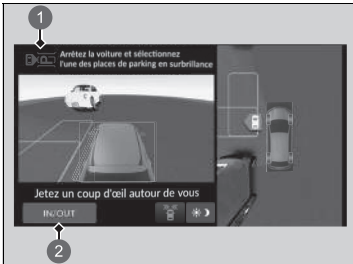 1
Arrêtez la voiture et sélectionnez
l'une des places de parking en surbrillance
Jetez un coup d'œil autour de vous
IN/OUT
2